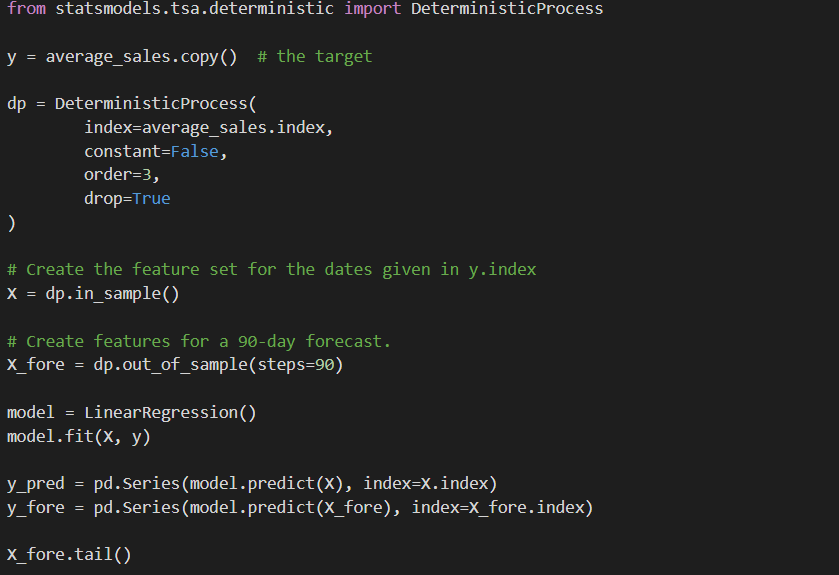 from statsmodels.tsa.deterministic import DeterministicProcess
y = average_sales.copy()  # the target
dp = DeterministicProcess(
        index=average_sales.index,
        constant=False,
        order=3,
        drop=True
)
# Create the feature set for the dates given in y.index
X = dp.in_sample()
# Create features for a 90-day forecast.
X_fore = dp.out_of_sample(steps=90)
model = LinearRegression()
model.fit(X, y)
y_pred = pd.Series(model.predict(X), index=X.index)
y_fore = pd.Series(model.predict(X_fore), index=X_fore.index)
X_fore.tail()